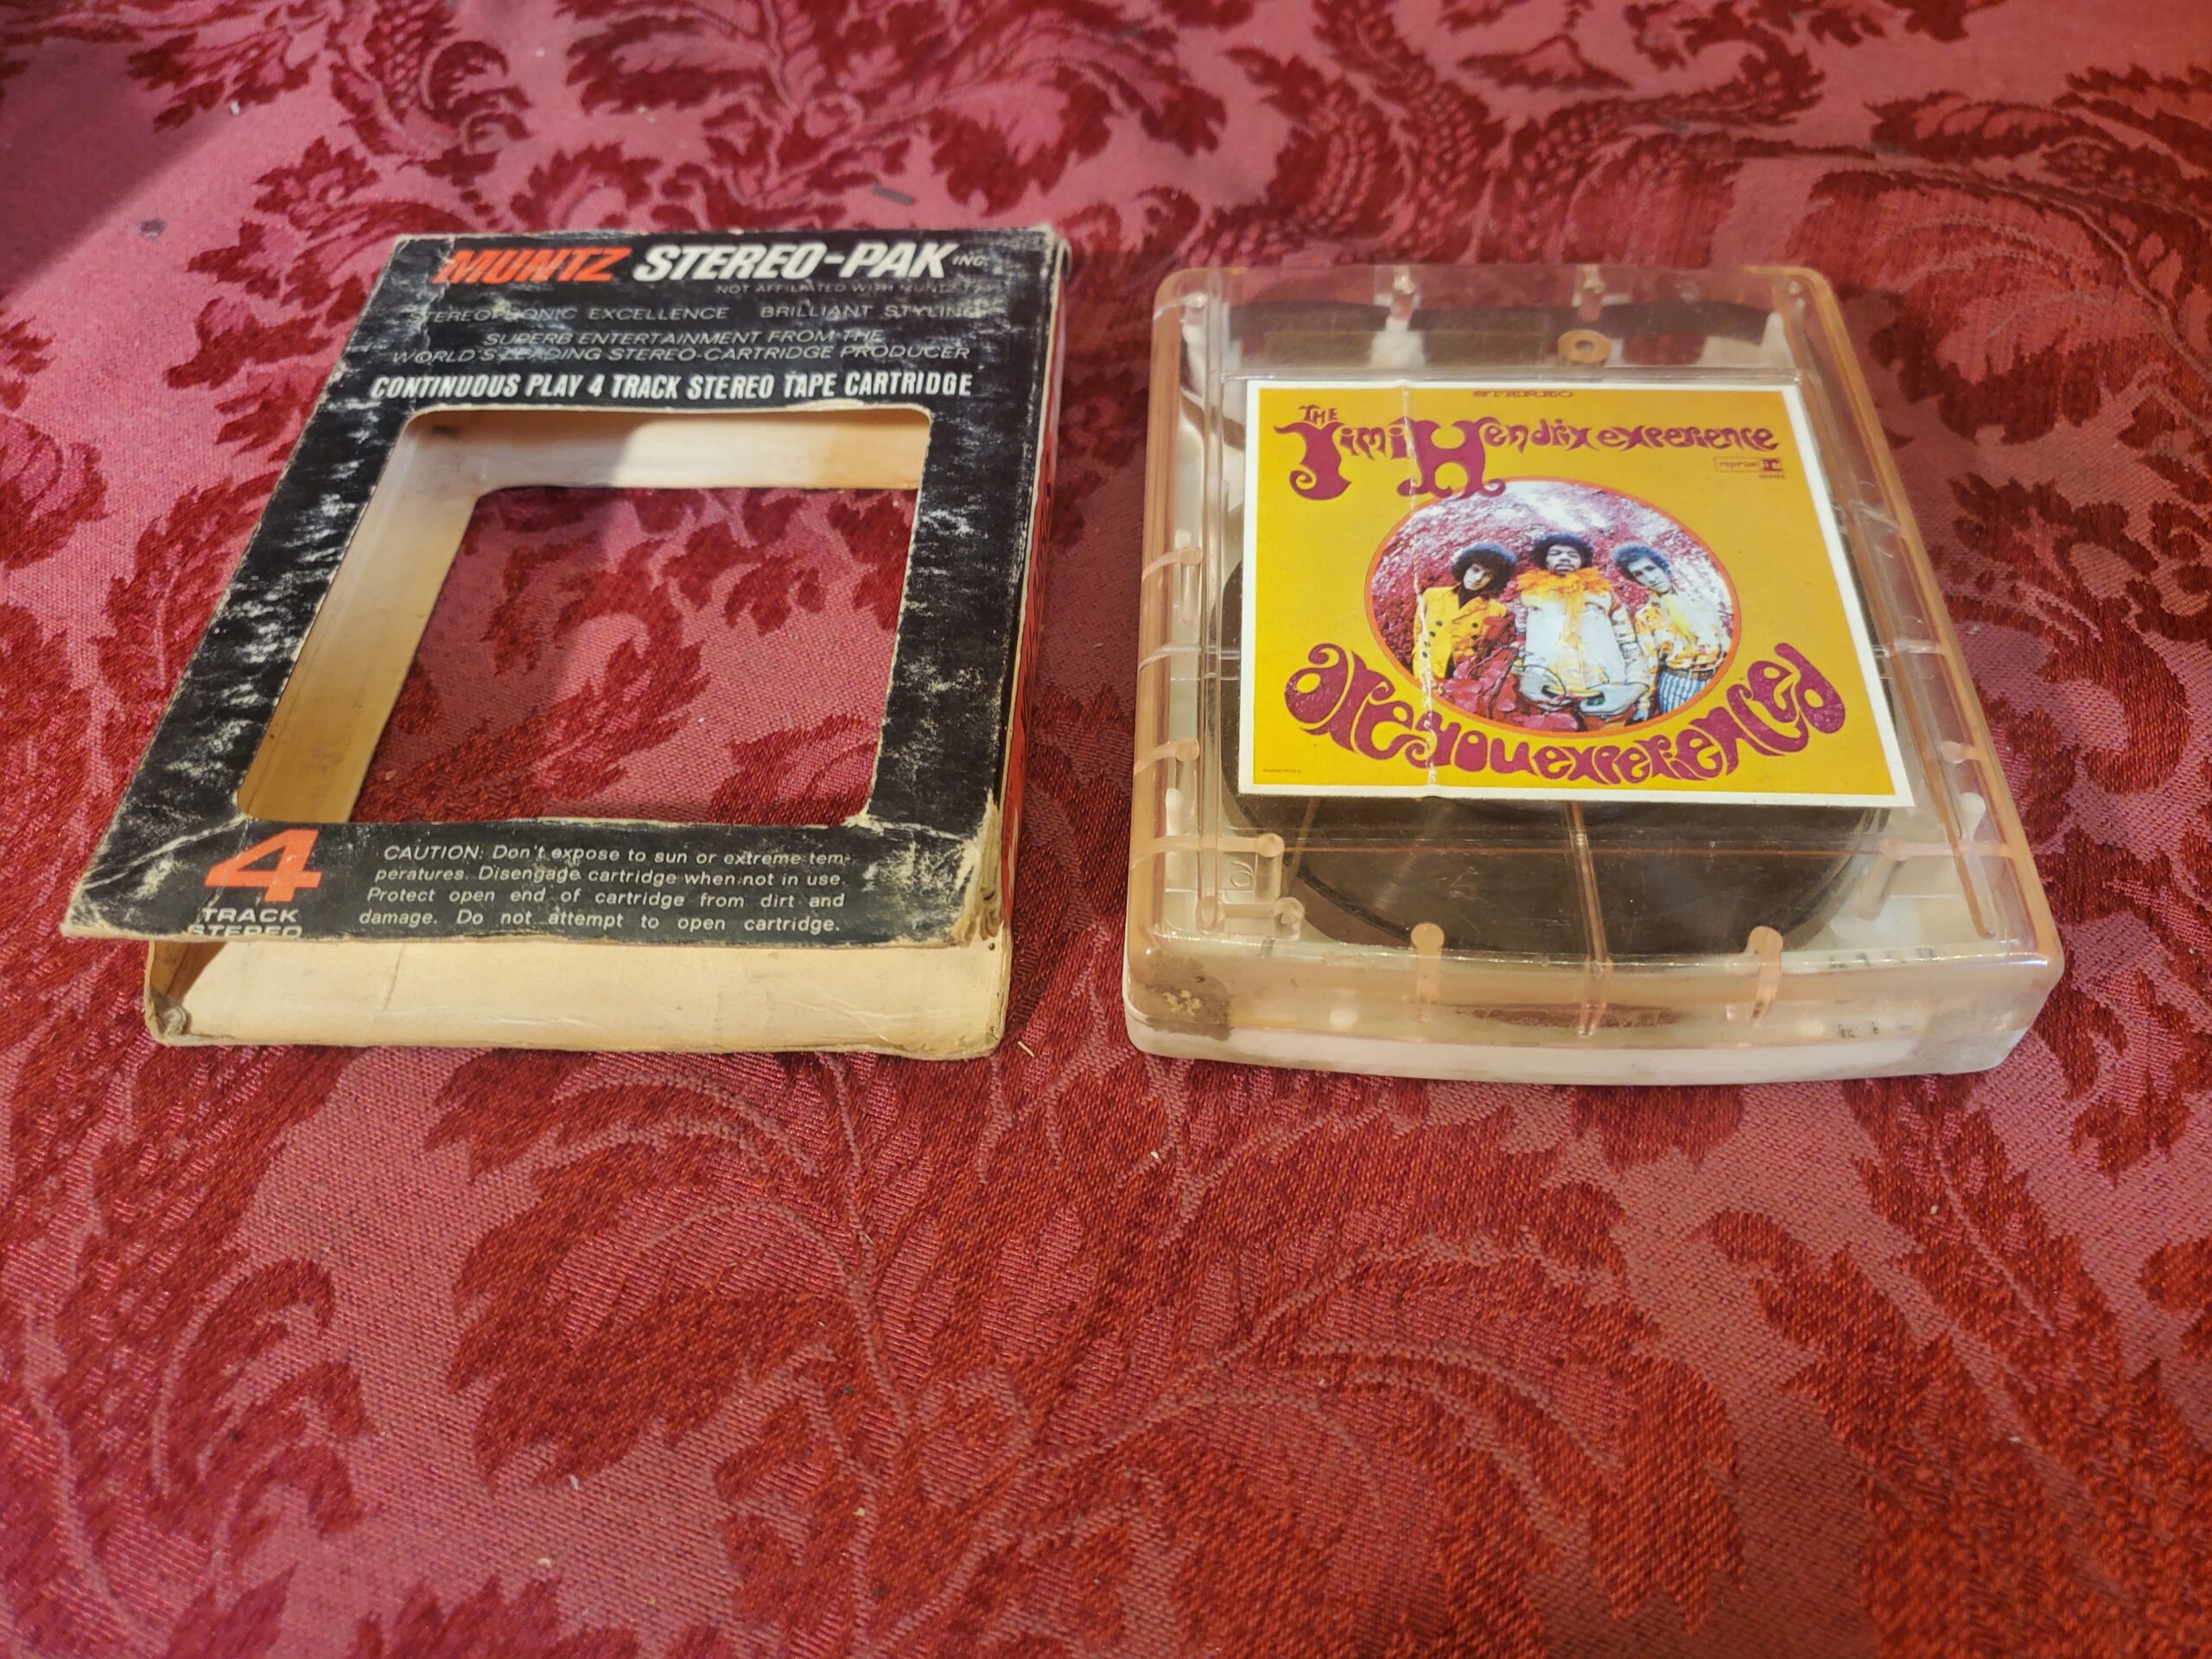 MUNTZ STEREO-PAK INC.
NOT AFFILIATED WITH MUNTZ TV
STEREOPHONIC EXCELLENCE BRILLIANT STYLING
SUPERB ENTERTAINMENT FROM THE
WORLD'S LEADING STEREO-CARTRIDGE PRODUCER
CONTINUOUS PLAY 4 TRACK STEREO TAPE CARTRIDGE
4
TRACK
STEREO
CAUTION: Don't expose to sun or extreme tem-
peratures. Disengage cartridge when not in use.
Protect open end of cartridge from dirt and
damage. Do not attempt to open cartridge.
STEREO
THE
Jimi Hendrix experience
reprise
are you experienced